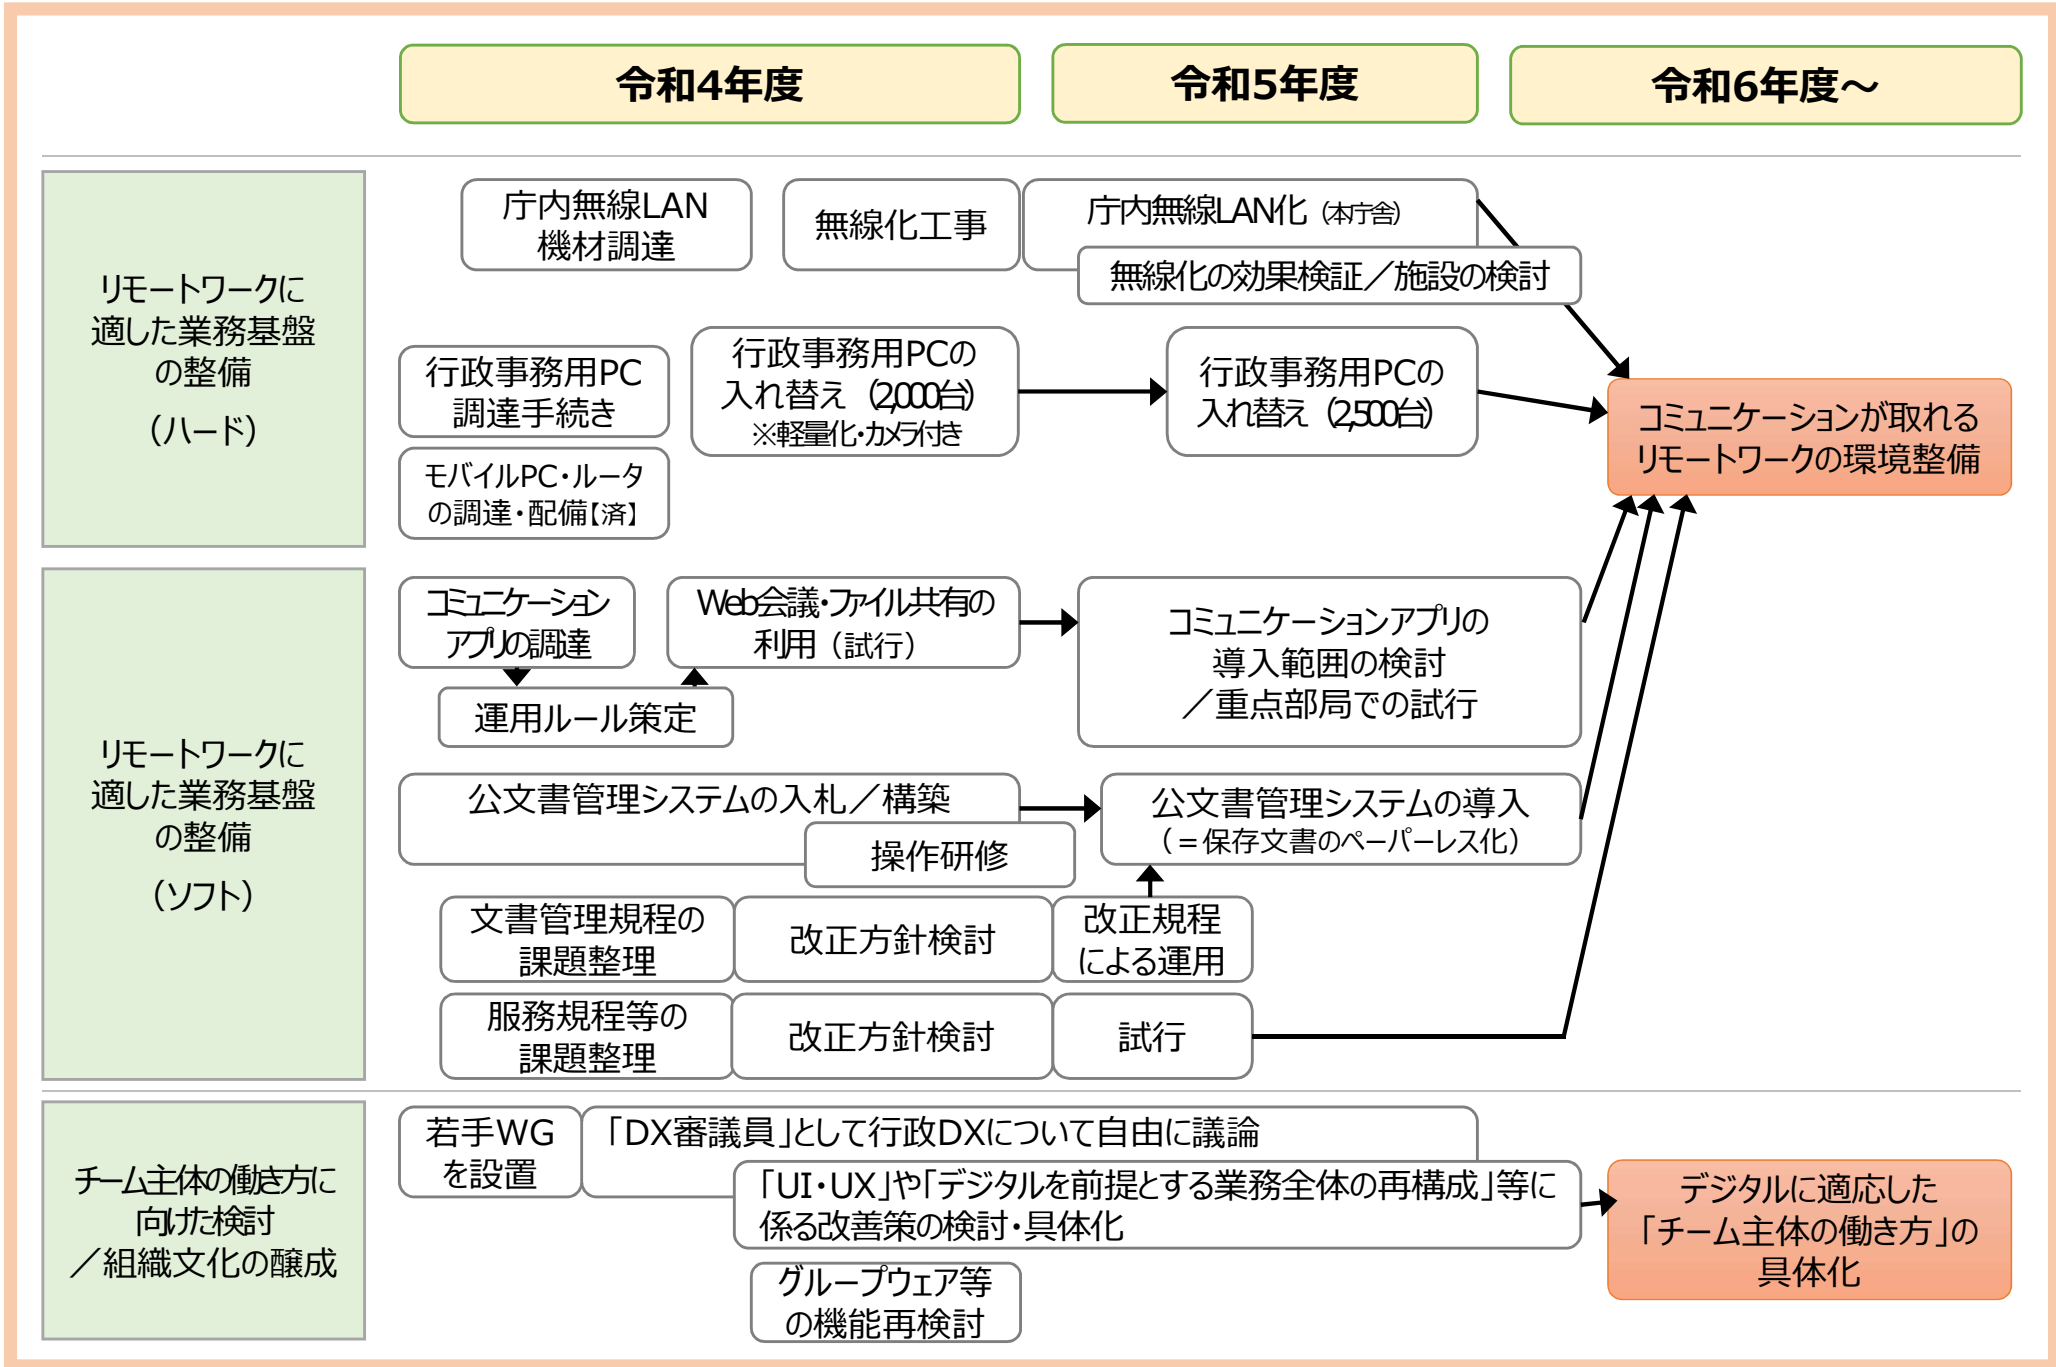 令和4年度
令和5年度
令和6年度～
リモートワークに
適した業務基盤
の整備
（ハード）
庁内無線LAN
機材調達
無線化工事
庁内無線LAN化（本庁舎）
無線化の効果検証／施設の検討
行政事務用PC
調達手続き
行政事務用PCの
入れ替え（2,000台）
※軽量化・カメラ付き
行政事務用PCの
入れ替え（2,500台）
モバイルPC・ルータ
の調達・配備【済】
コミュニケーションが取れる
リモートワークの環境整備
リモートワークに
適した業務基盤
の整備
（ソフト）
コミュニケーション
アプリの調達
運用ルール策定
Web会議・ファイル共有の
利用（試行）
コミュニケーションアプリの
導入範囲の検討
／重点部局での試行
公文書管理システムの入札／構築
操作研修
公文書管理システムの導入
（＝保存文書のペーパーレス化）
文書管理規程の
課題整理
改正方針検討
改正規程
による運用
服務規程等の
課題整理
改正方針検討
試行
チーム主体の働き方に
向けた検討
／組織文化の醸成
若手WG
を設置
「DX審議員」として行政DXについて自由に議論
「UI・UX」や「デジタルを前提とする業務全体の再構成」等に
係る改善策の検討・具体化
グループウェア等
の機能再検討
デジタルに適応した
「チーム主体の働き方」の
具体化